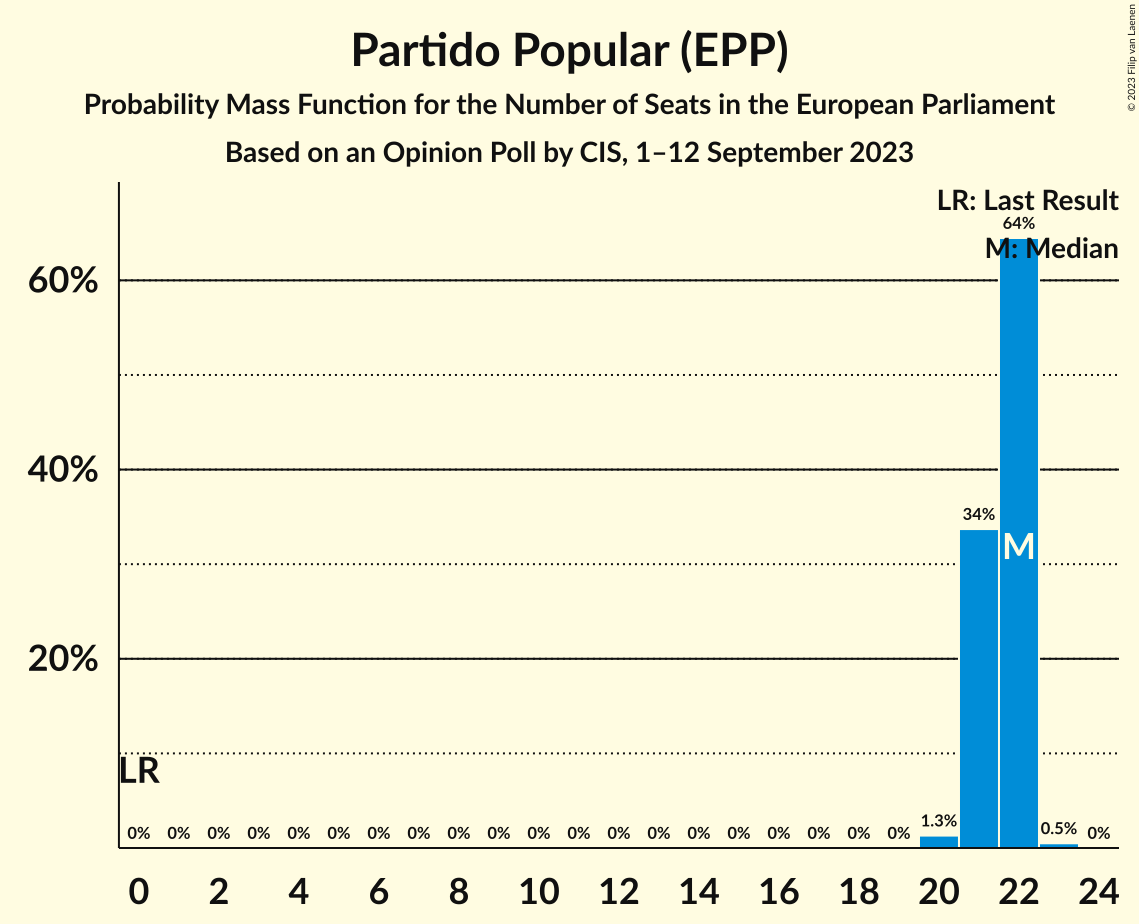 Partido Popular (EPP)
Probability Mass Function for the Number of Seats in the European Parliament
Based on an Opinion Poll by CIS, 1–12 September 2023
© 2023 Filip van Laenen
LR: Last Result
64%
M: Median
60%
40%
34%
M
20%
LR
0% 0% 0% 0% 0% 0% 0% 0% 0% 0% 0% 0% 0% 0% 0% 0% 0% 0% 0% 0% 1.3% 0.5% 0%
0 2 4 6 8 10 12 14 16 18 20 22 24